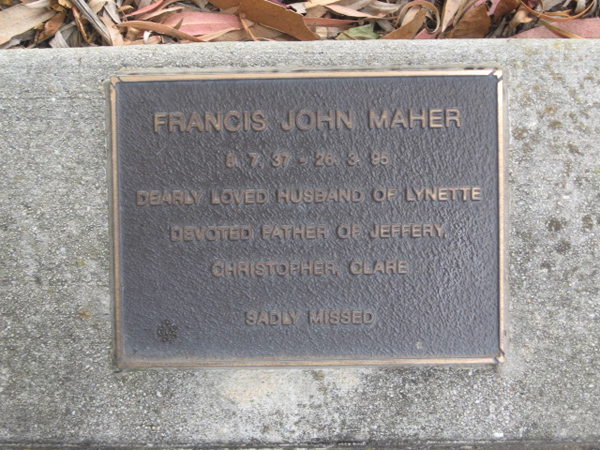 FRANCIS JOHN MAHER
8. 7. 37 - 26. 3. 95
DEARLY LOVED HUSBAND OF LYNETTE
DEVOTED FATHER OF JEFFERY,
CHRISTOPHER, CLARE
SADLY MISSED